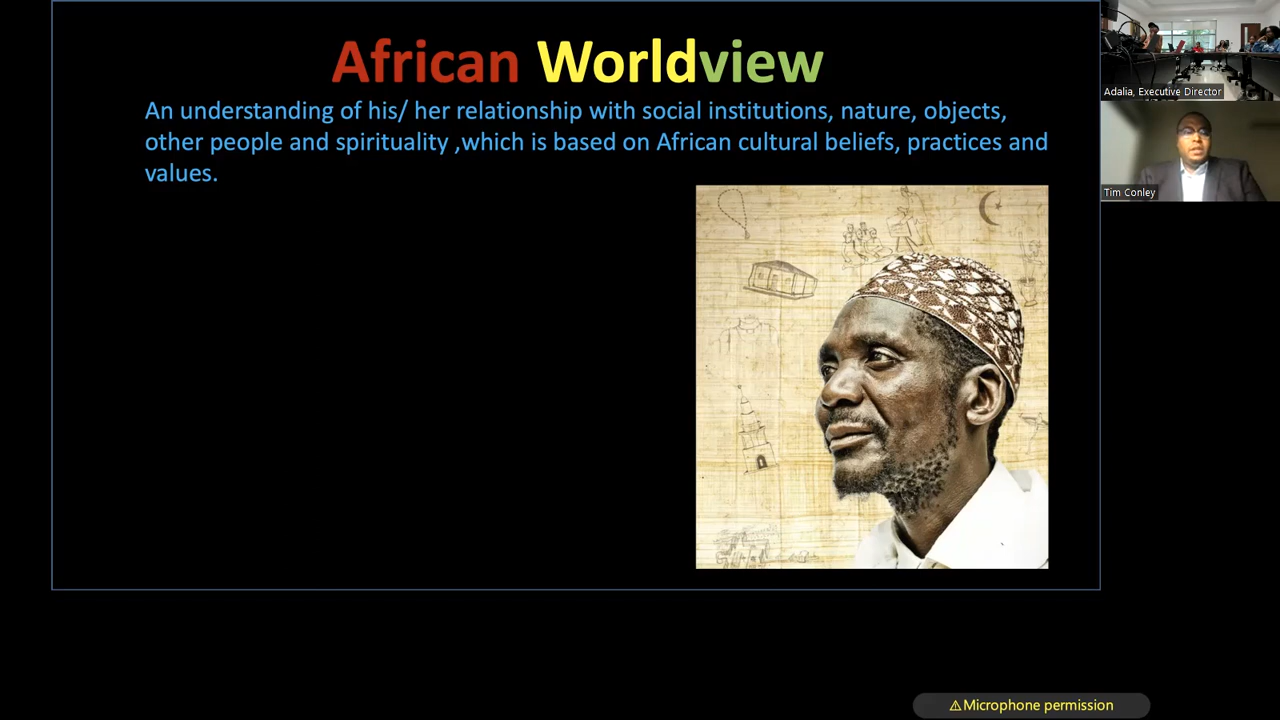 African Worldview
An understanding of his/ her relationship with social institutions, nature, objects,
other people and spirituality ,which is based on African cultural beliefs, practices and
values.
Adalia, Executive Director
Tim Conley
⚠Microphone permission